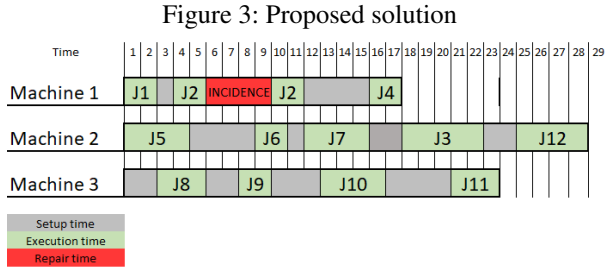 Figure 3: Proposed solution
Time 1 2 3 4 5 6 7 8 9 10 11 12 13 14 15 16 17 18 19 20 21 22 23 24 25 26 27 28 29
Machine 1 J1 J2 INCIDENCE J2 J4
Machine 2 J5 J6 J7 J3 J12
Machine 3 J8 J9 J10 J11
Setup time
Execution time
Repair time